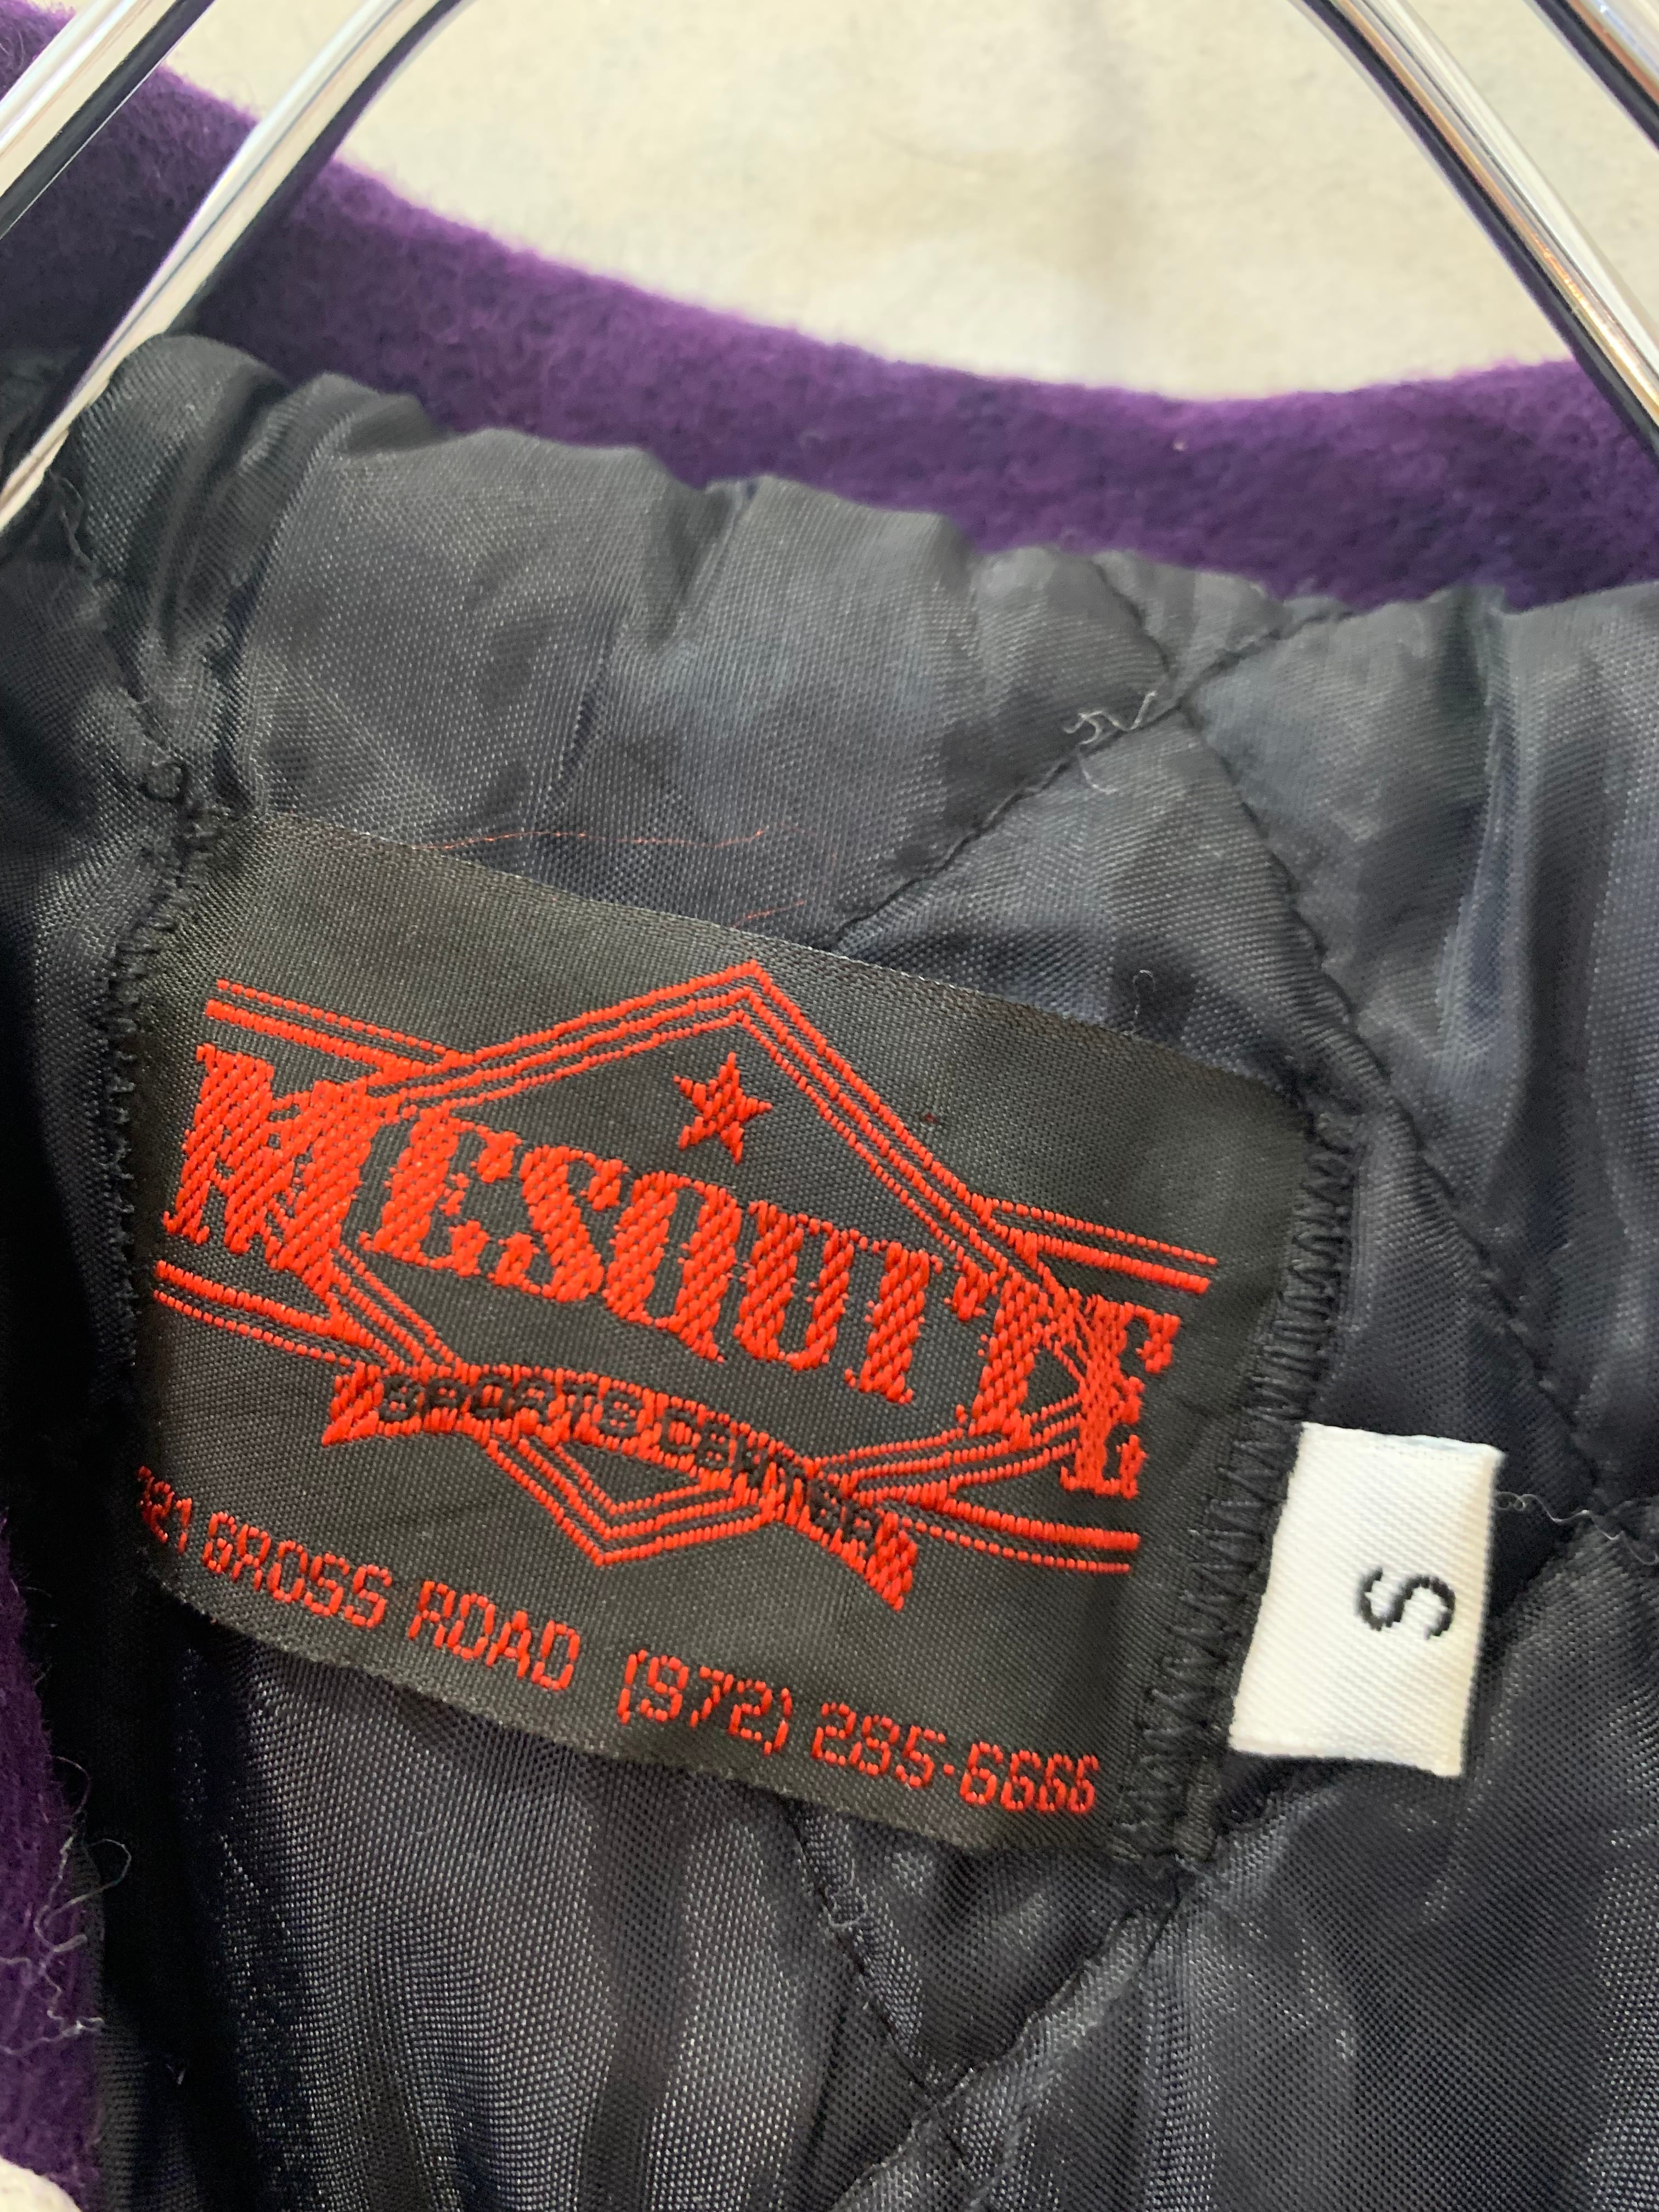 MESQUITE
SPORTS CENTER
GROSS ROAD (972) 285-6666
S